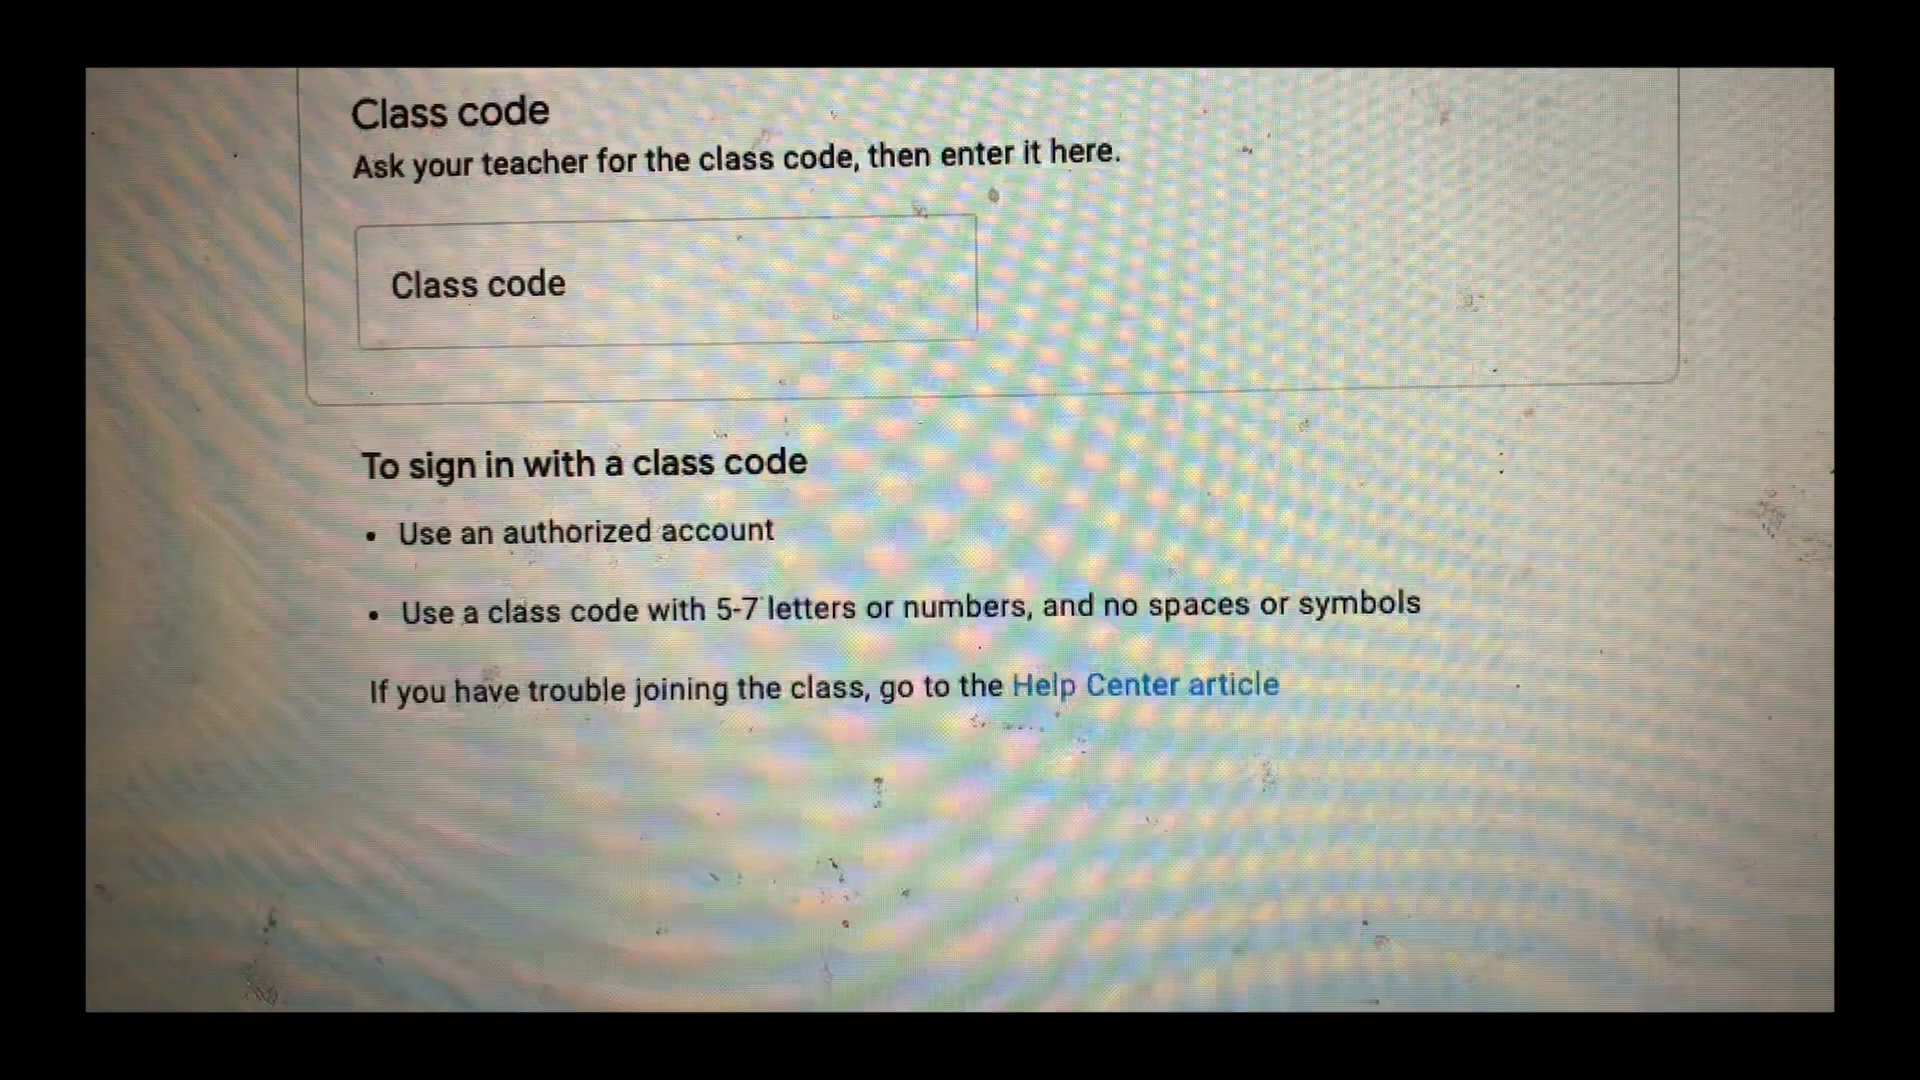 Class code
Ask your teacher for the class code, then enter it here.
Class code
To sign in with a class code
• Use an authorized account
• Use a class code with 5-7 letters or numbers, and no spaces or symbols
If you have trouble joining the class, go to the Help Center article